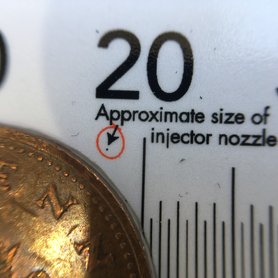 20
Approximate size of
injector nozzle